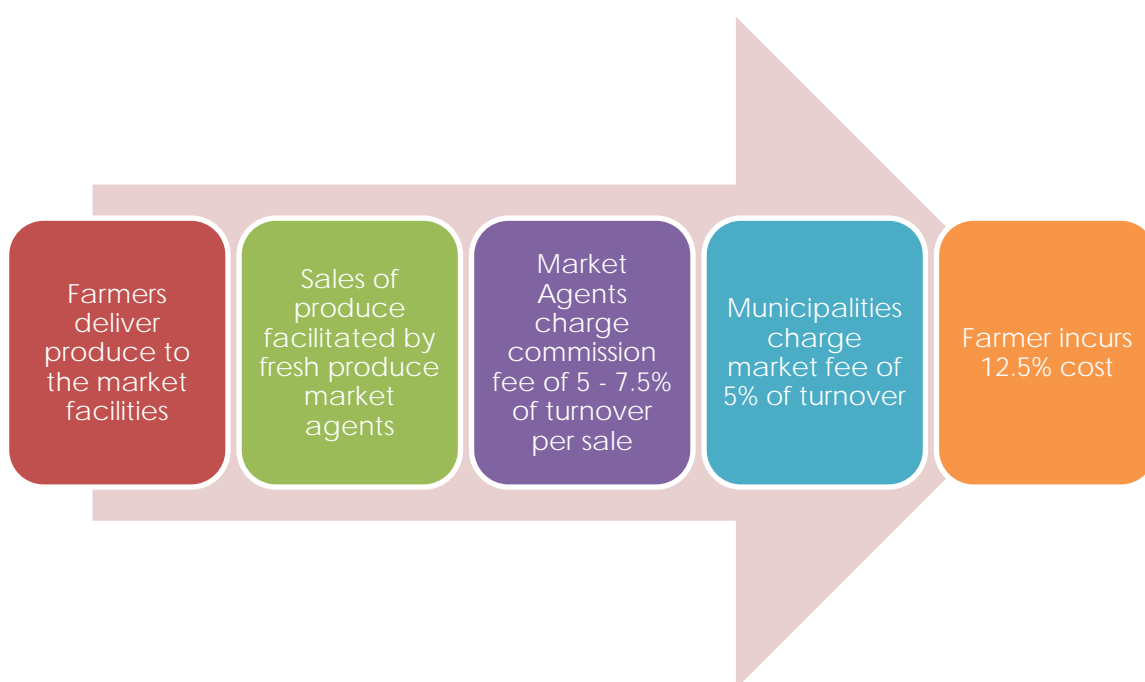 Farmers
deliver
produce to
the market
facilities
Sales of
produce
facilitated by
fresh produce
market
agents
Market
Agents
charge
commission
fee of 5 - 7.5%
of turnover
per sale
Municipalities
charge
market fee of
5% of turnover
Farmer incurs
12.5% cost